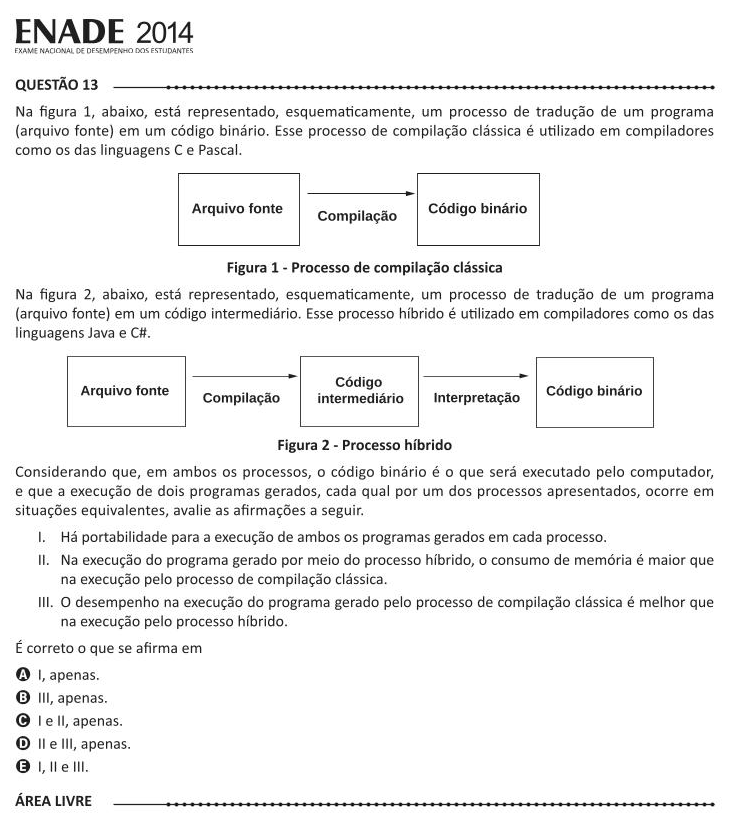 ENADE 2014
EXAME NACIONAL DE DESEMPENHO DOS ESTUDANTES
QUESTÃO 13
Na figura 1, abaixo, está representado, esquematicamente, um processo de tradução de um programa
(arquivo fonte) em um código binário. Esse processo de compilação clássica é utilizado em compiladores
como os das linguagens C e Pascal.
Arquivo fonte
Compilação
Código binário
Figura 1 - Processo de compilação clássica
Na figura 2, abaixo, está representado, esquematicamente, um processo de tradução de um programa
(arquivo fonte) em um código intermediário. Esse processo híbrido é utilizado em compiladores como os das
linguagens Java e C#.
Arquivo fonte
Compilação
Código
intermediário
Interpretação
Código binário
Figura 2 - Processo híbrido
Considerando que, em ambos os processos, o código binário é o que será executado pelo computador,
e que a execução de dois programas gerados, cada qual por um dos processos apresentados, ocorre em
situações equivalentes, avalie as afirmações a seguir.
I. Há portabilidade para a execução de ambos os programas gerados em cada processo.
II. Na execução do programa gerado por meio do processo híbrido, o consumo de memória é maior que
na execução pelo processo de compilação clássica.
III. O desempenho na execução do programa gerado pelo processo de compilação clássica é melhor que
na execução pelo processo híbrido.
É correto o que se afirma em
A I, apenas.
B III, apenas.
C I e II, apenas.
D II e III, apenas.
E I, II e III.
ÁREA LIVRE